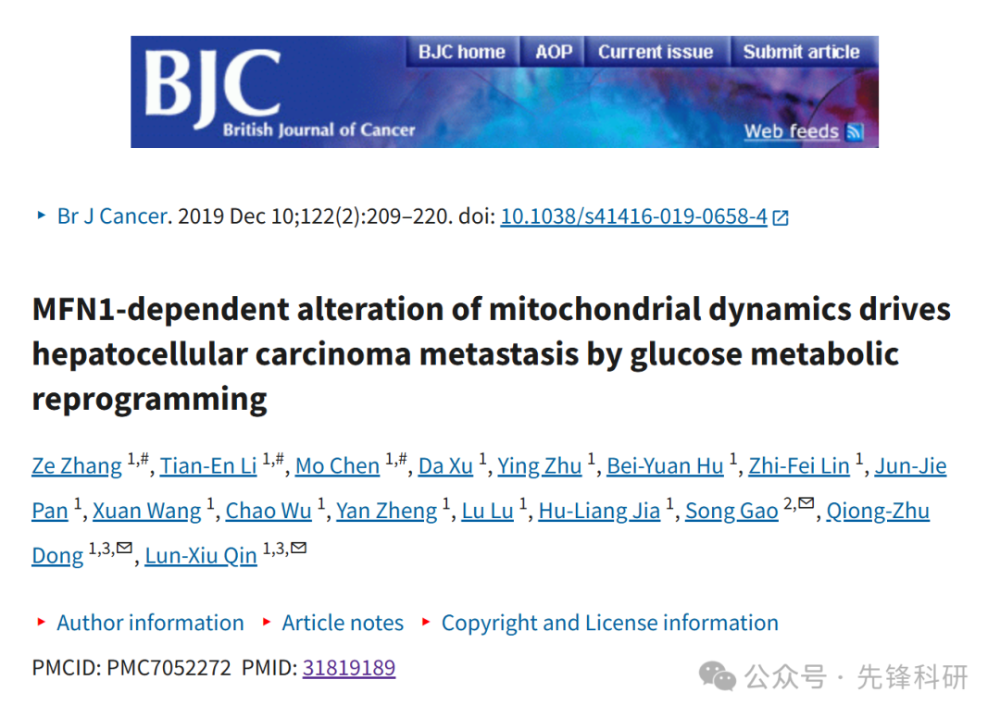 BJC home AOP Current issue Submit article
BJC
British Journal of Cancer
Web feeds
Br J Cancer. 2019 Dec 10;122(2):209–220. doi: 10.1038/s41416-019-0658-4
MFN1-dependent alteration of mitochondrial dynamics drives
hepatocellular carcinoma metastasis by glucose metabolic
reprogramming
Ze Zhang 1,#, Tian-En Li 1,#, Mo Chen 1,#, Da Xu 1, Ying Zhu 1, Bei-Yuan Hu 1, Zhi-Fei Lin 1, Jun-Jie
Pan 1, Xuan Wang 1, Chao Wu 1, Yan Zheng 1, Lu Lu 1, Hu-Liang Jia 1, Song Gao 2,✉, Qiong-Zhu
Dong 1,3,✉, Lun-Xiu Qin 1,3,✉
Author information Article notes Copyright and License information
PMCID: PMC7052272 PMID: 31819189
公众号 · 先锋科研